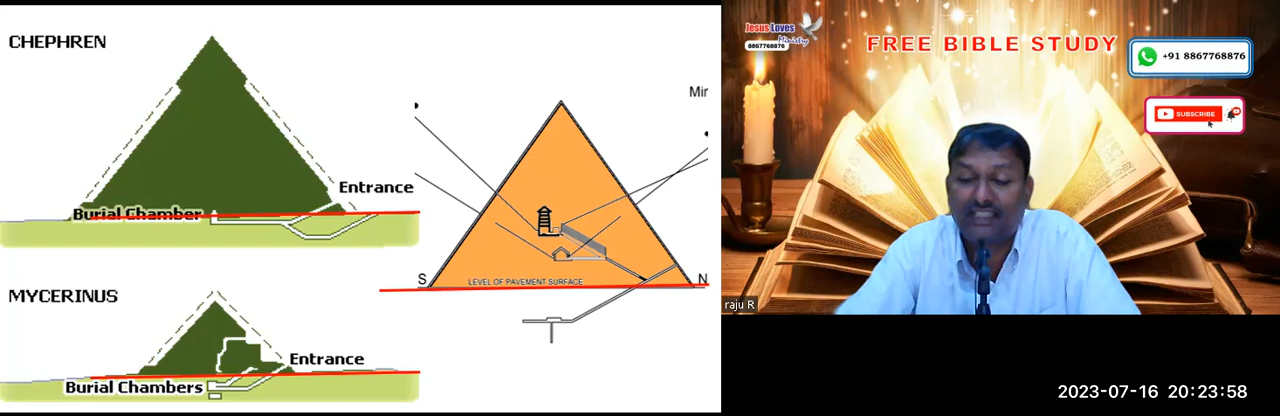 CHEPHREN
Entrance
Burial Chamber
MYCERINUS
Entrance
Burial Chambers
Mir
S
N
LEVEL OF PAVEMENT SURFACE
Jesus Loves
Ministry
8867768876
FREE BIBLE STUDY
+91 8867768876
SUBSCRIBE
raju R
2023-07-16 20:23:58